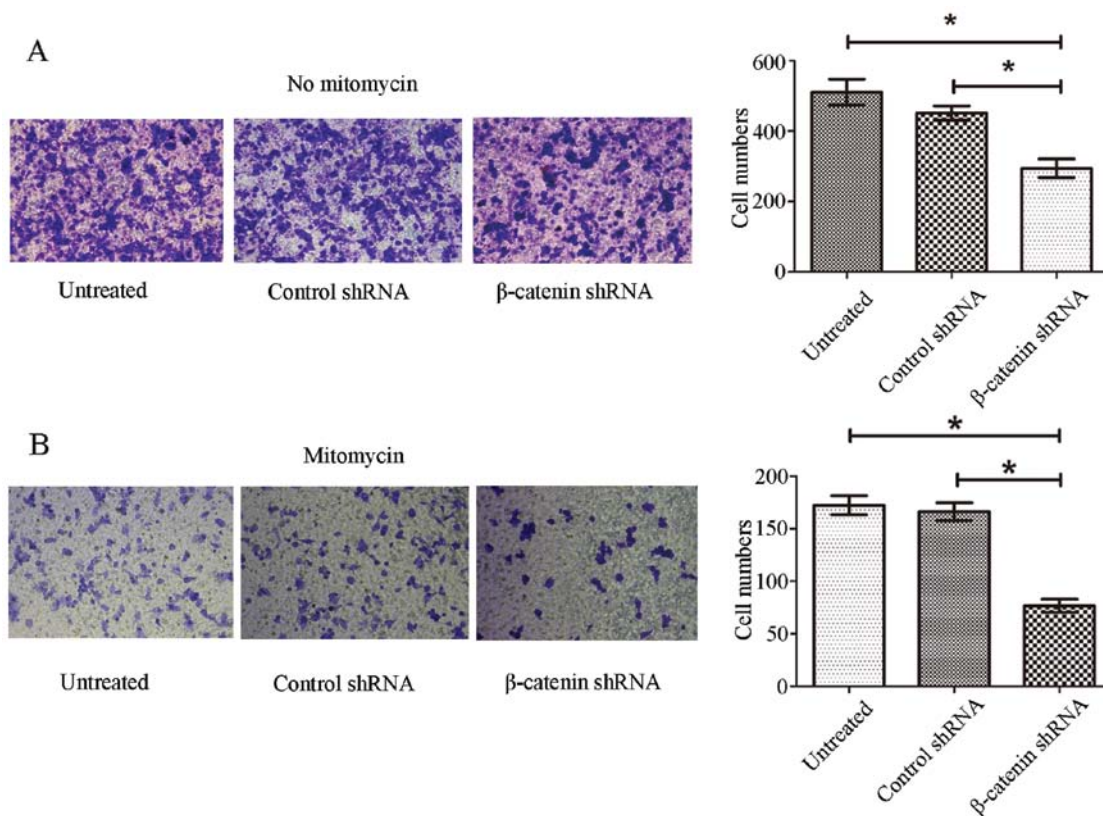 A
No mitomycin
Untreated
Control shRNA
β-catenin shRNA
*
*
600
400
200
0
Cell numbers
Untreated
Control shRNA
β-catenin shRNA
B
Mitomycin
Untreated
Control shRNA
β-catenin shRNA
*
*
200
150
100
50
0
Cell numbers
Untreated
Control shRNA
β-catenin shRNA